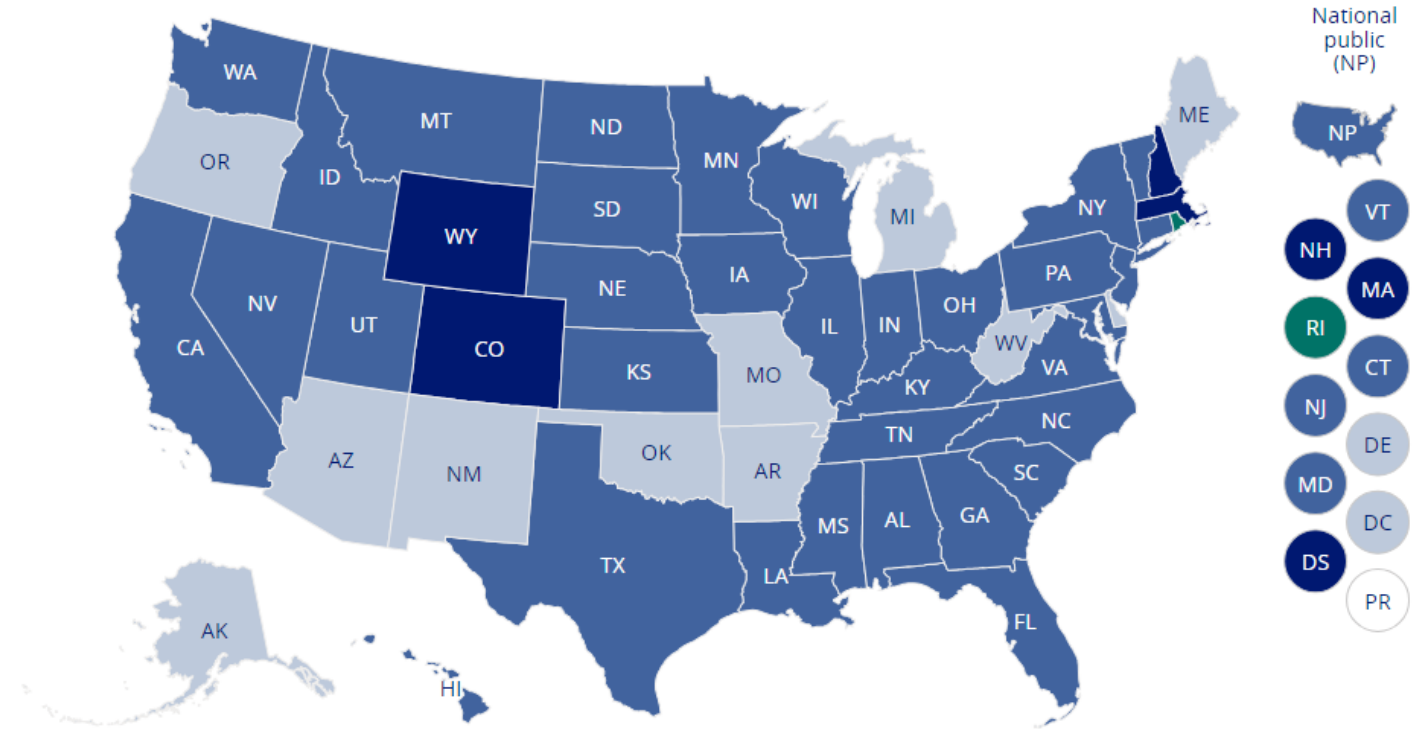 National
public
(NP)
WA
ME
MT
ND
NP
OR
MN
ID
SD
WI
MI
NY
VT
WY
NH
NE
IA
PA
MA
NV
UT
CO
IL
IN
OH
RI
CA
KS
MO
WV
VA
CT
KY
NC
NJ
TN
AZ
NM
OK
AR
SC
DE
MD
MS
AL
GA
DC
TX
LA
DS
AK
FL
PR
HI